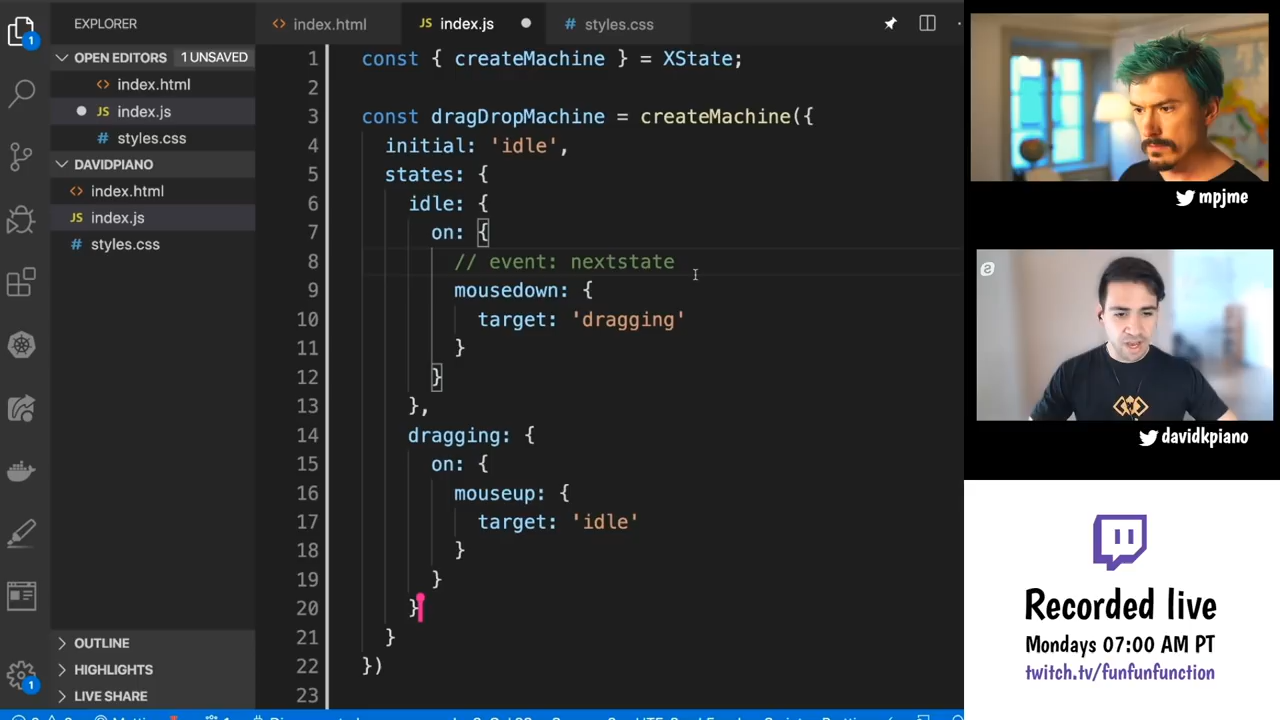 EXPLORER
index.html
JS index.js
# styles.css
OPEN EDITORS 1 UNSAVED
index.html
JS index.js
# styles.css
DAVIDPIANO
index.html
JS index.js
# styles.css
OUTLINE
HIGHLIGHTS
LIVE SHARE
1
1
1 const { createMachine } = XState;
2
3 const dragDropMachine = createMachine({
4 initial: 'idle',
5 states: {
6 idle: {
7 on: {
8 // event: nextstate
9 mousedown: {
10 target: 'dragging'
11 }
12 }
13 },
14 dragging: {
15 on: {
16 mouseup: {
17 target: 'idle'
18 }
19 }
20 }
21 }
22 })
23
mpjme
davidkpiano
Recorded live
Mondays 07:00 AM PT
twitch.tv/funfunfunction